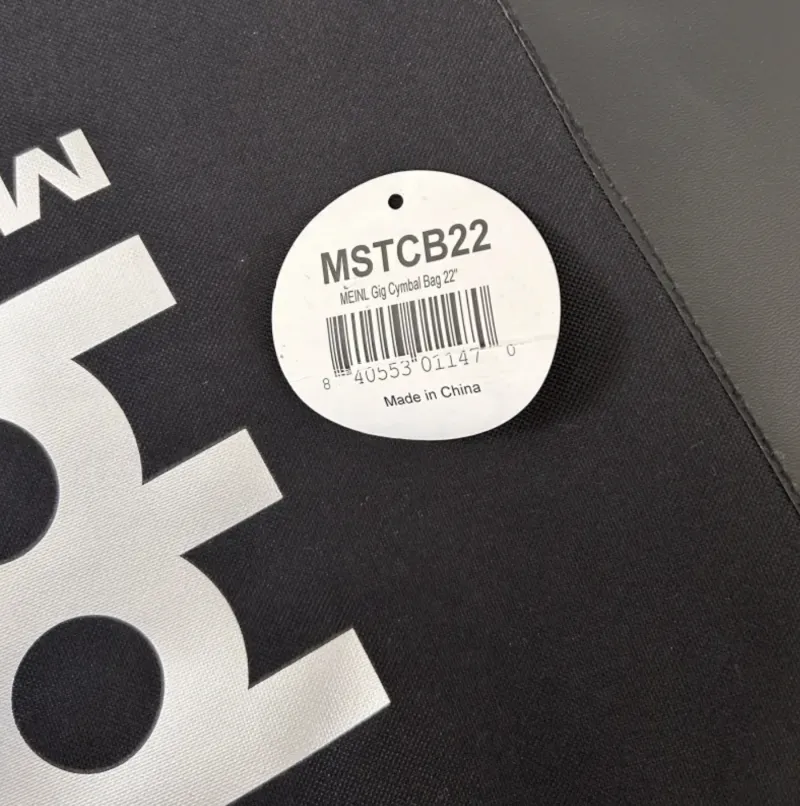 M
MSTCB22
MEINL Gig Cymbal Bag 22"
8 40553 01147 0
Made in China